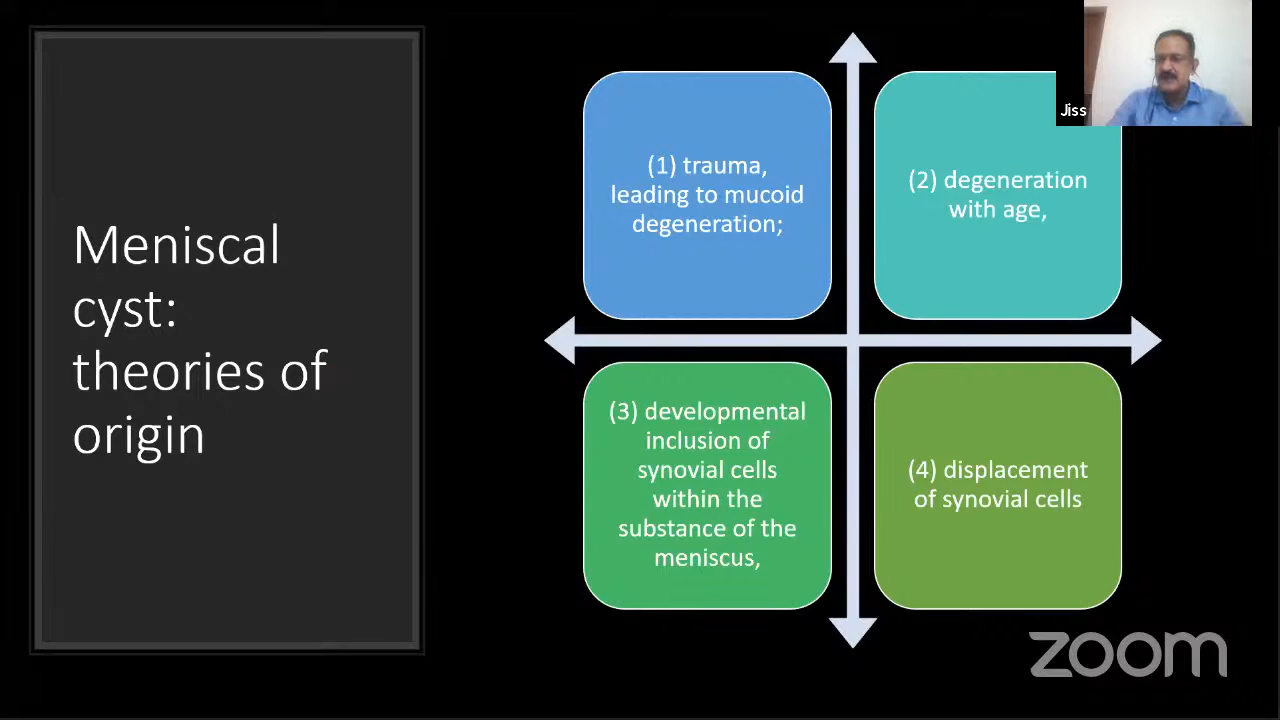 Meniscal
cyst:
theories of
origin
(1) trauma,
leading to mucoid
degeneration;
(2) degeneration
with age,
(3) developmental
inclusion of
synovial cells
within the
substance of the
meniscus,
(4) displacement
of synovial cells
Jiss
zoom